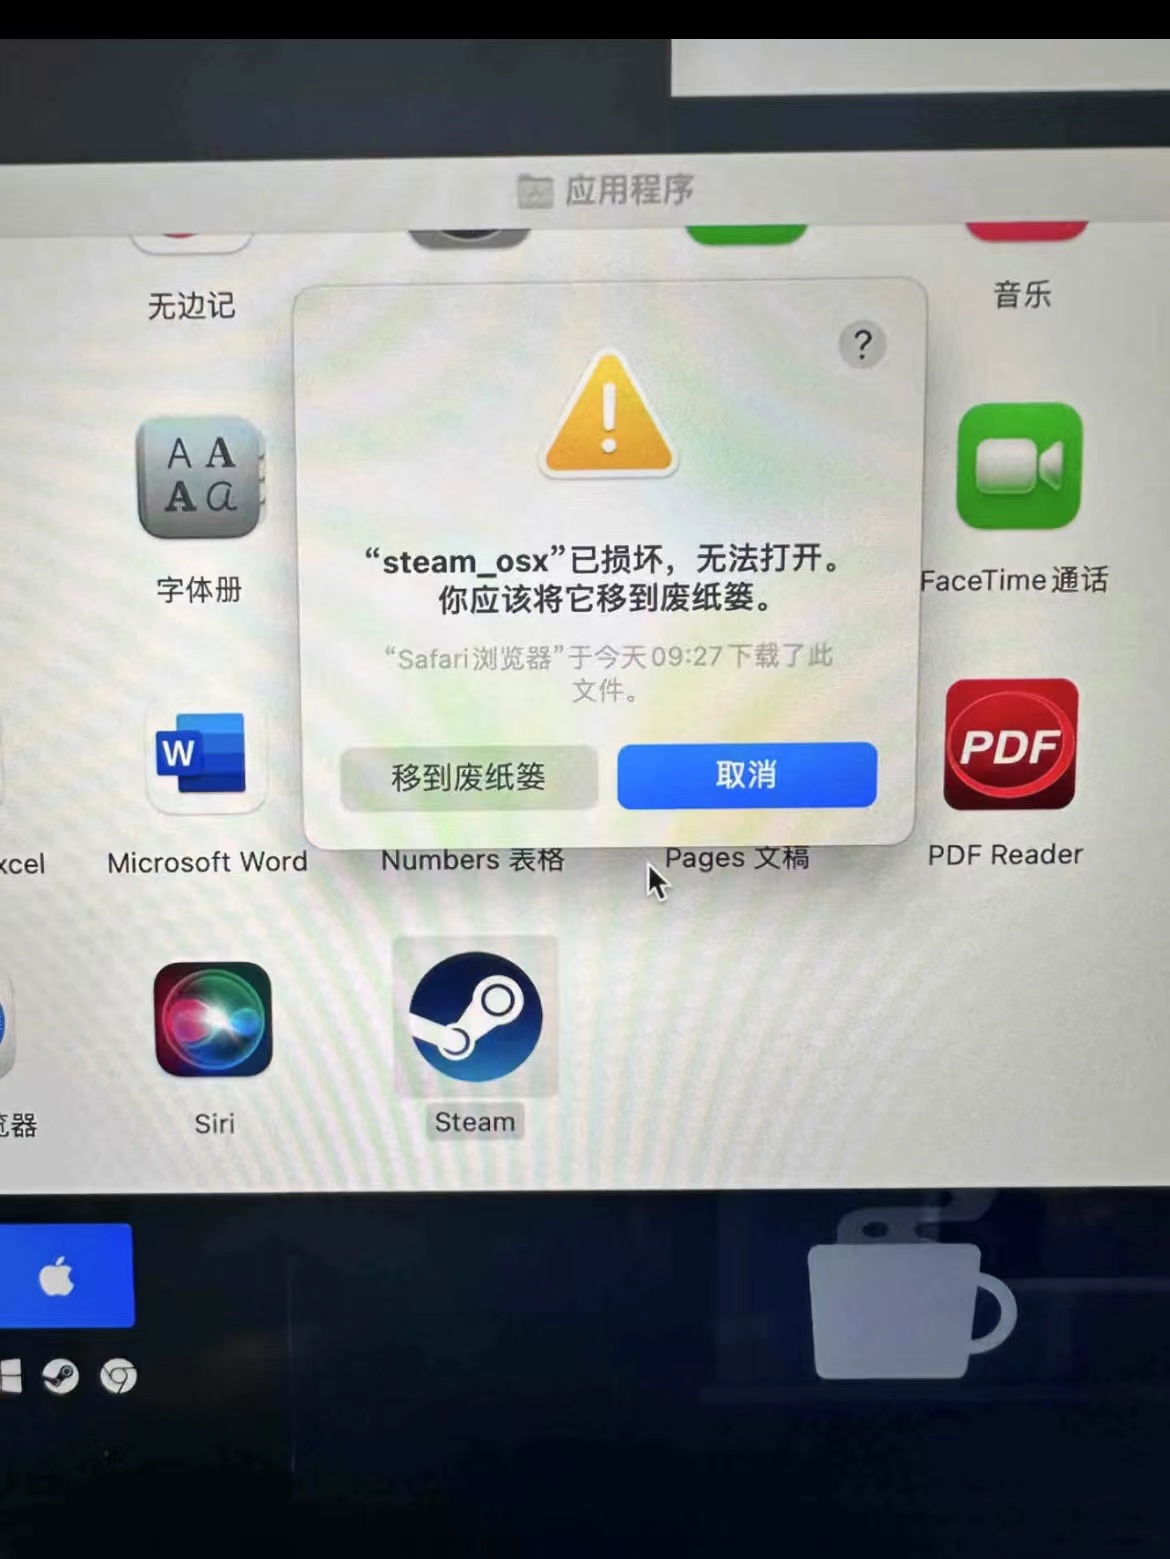 应用程序
无边记
音乐
?
“steam_osx”已损坏，无法打开。
你应该将它移到废纸篓。
“Safari浏览器”于今天09:27下载了此
文件。
移到废纸篓
取消
A A
A a
字体册
FaceTime通话
W
PDF
xcel
Microsoft Word
Numbers 表格
Pages 文稿
PDF Reader
览器
Siri
Steam